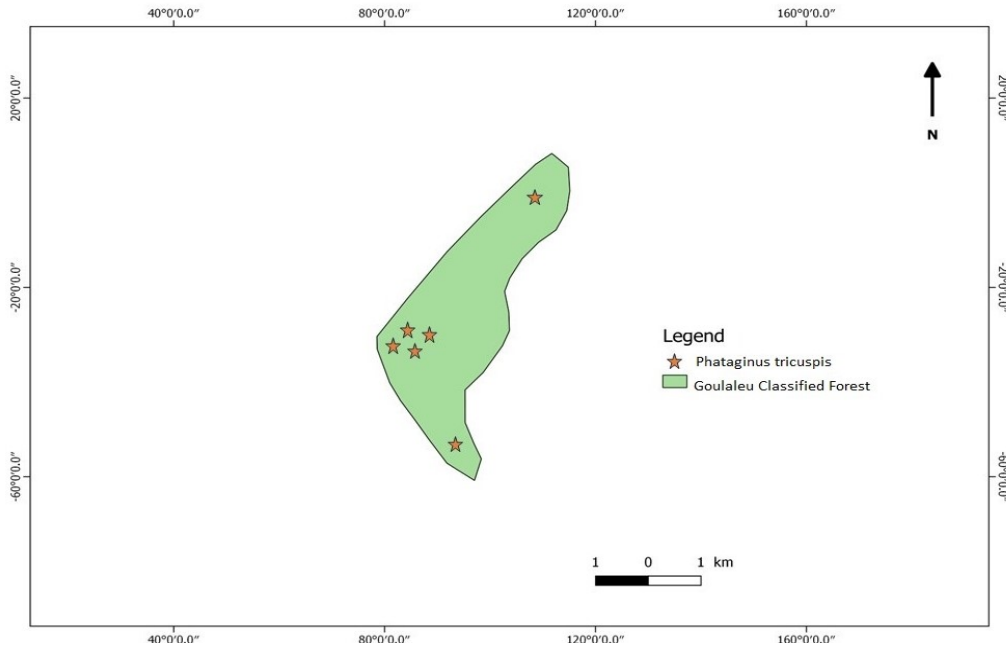 40°0'0.0" 80°0'0.0" 120°0'0.0" 160°0'0.0"
20°0'0.0"
-20°0'0.0"
-60°0'0.0"
N
Legend
Phataginus tricuspis
Goulaleu Classified Forest
1 0 1 km
40°0'0.0" 80°0'0.0" 120°0'0.0" 160°0'0.0"